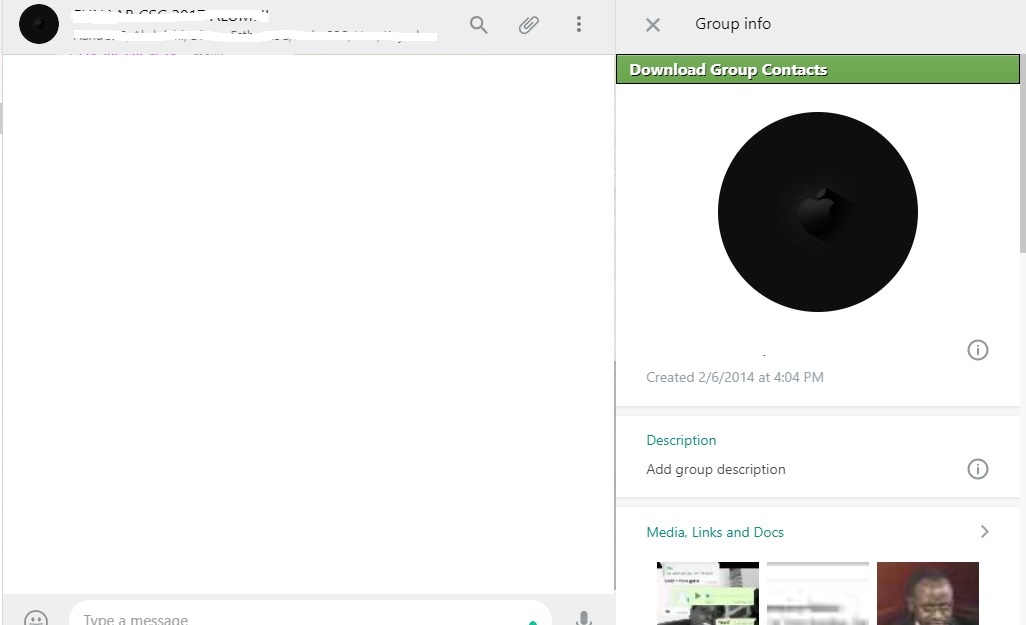 Group info
Download Group Contacts
Created 2/6/2014 at 4:04 PM
Description
Add group description
Media, Links and Docs
Type a message